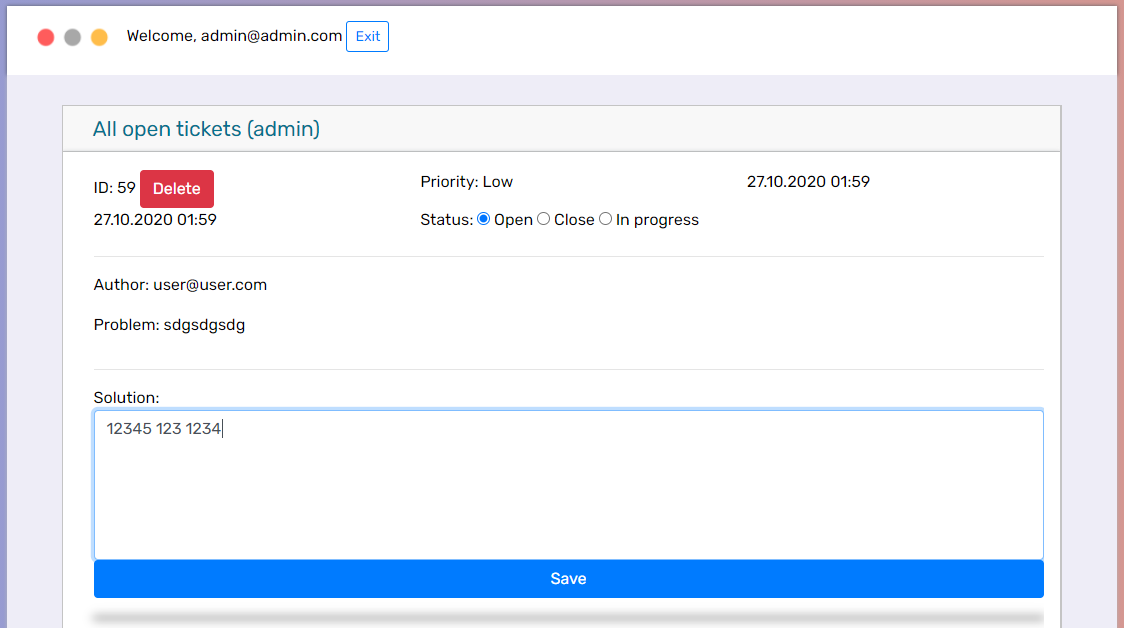 Welcome, admin@admin.com Exit
All open tickets (admin)
ID: 59 Delete
Priority: Low
27.10.2020 01:59
27.10.2020 01:59
Status: Open Close In progress
Author: user@user.com
Problem: sdgsdgsdg
Solution:
12345 123 1234
Save